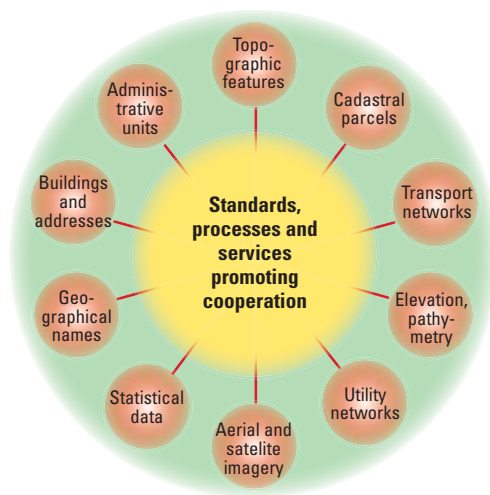 Topo-
graphic
features
Cadastral
parcels
Transport
networks
Elevation,
pathy-
metry
Utility
networks
Aerial and
satelite
imagery
Statistical
data
Geo-
graphical
names
Buildings
and
addresses
Adminis-
trative
units
Standards,
processes and
services
promoting
cooperation